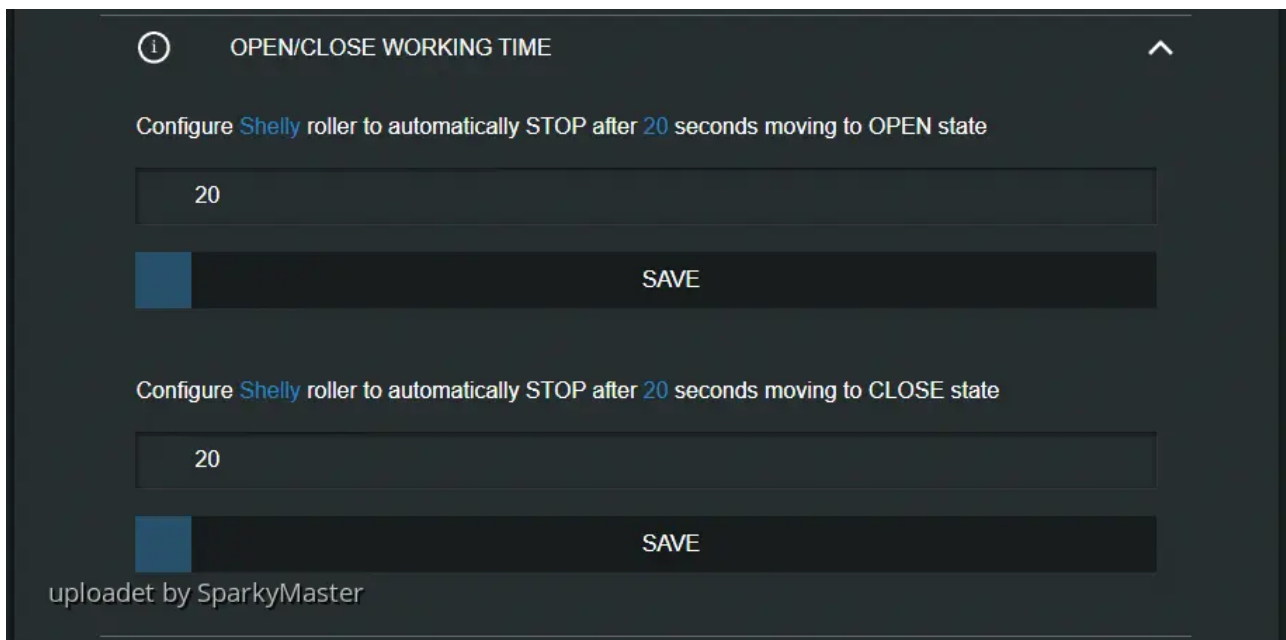 OPEN/CLOSE WORKING TIME
Configure Shelly roller to automatically STOP after 20 seconds moving to OPEN state
20
SAVE
Configure Shelly roller to automatically STOP after 20 seconds moving to CLOSE state
20
SAVE
uploadet by SparkyMaster